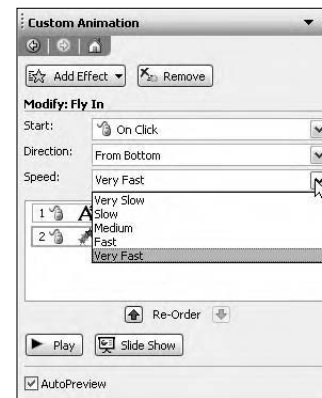 Custom Animation
Add Effect Remove
Modify: Fly In
Start: On Click
Direction: From Bottom
Speed: Very Fast
Very Slow
1 Slow
Medium
2 Fast
Very Fast
Re-Order
Play Slide Show
AutoPreview